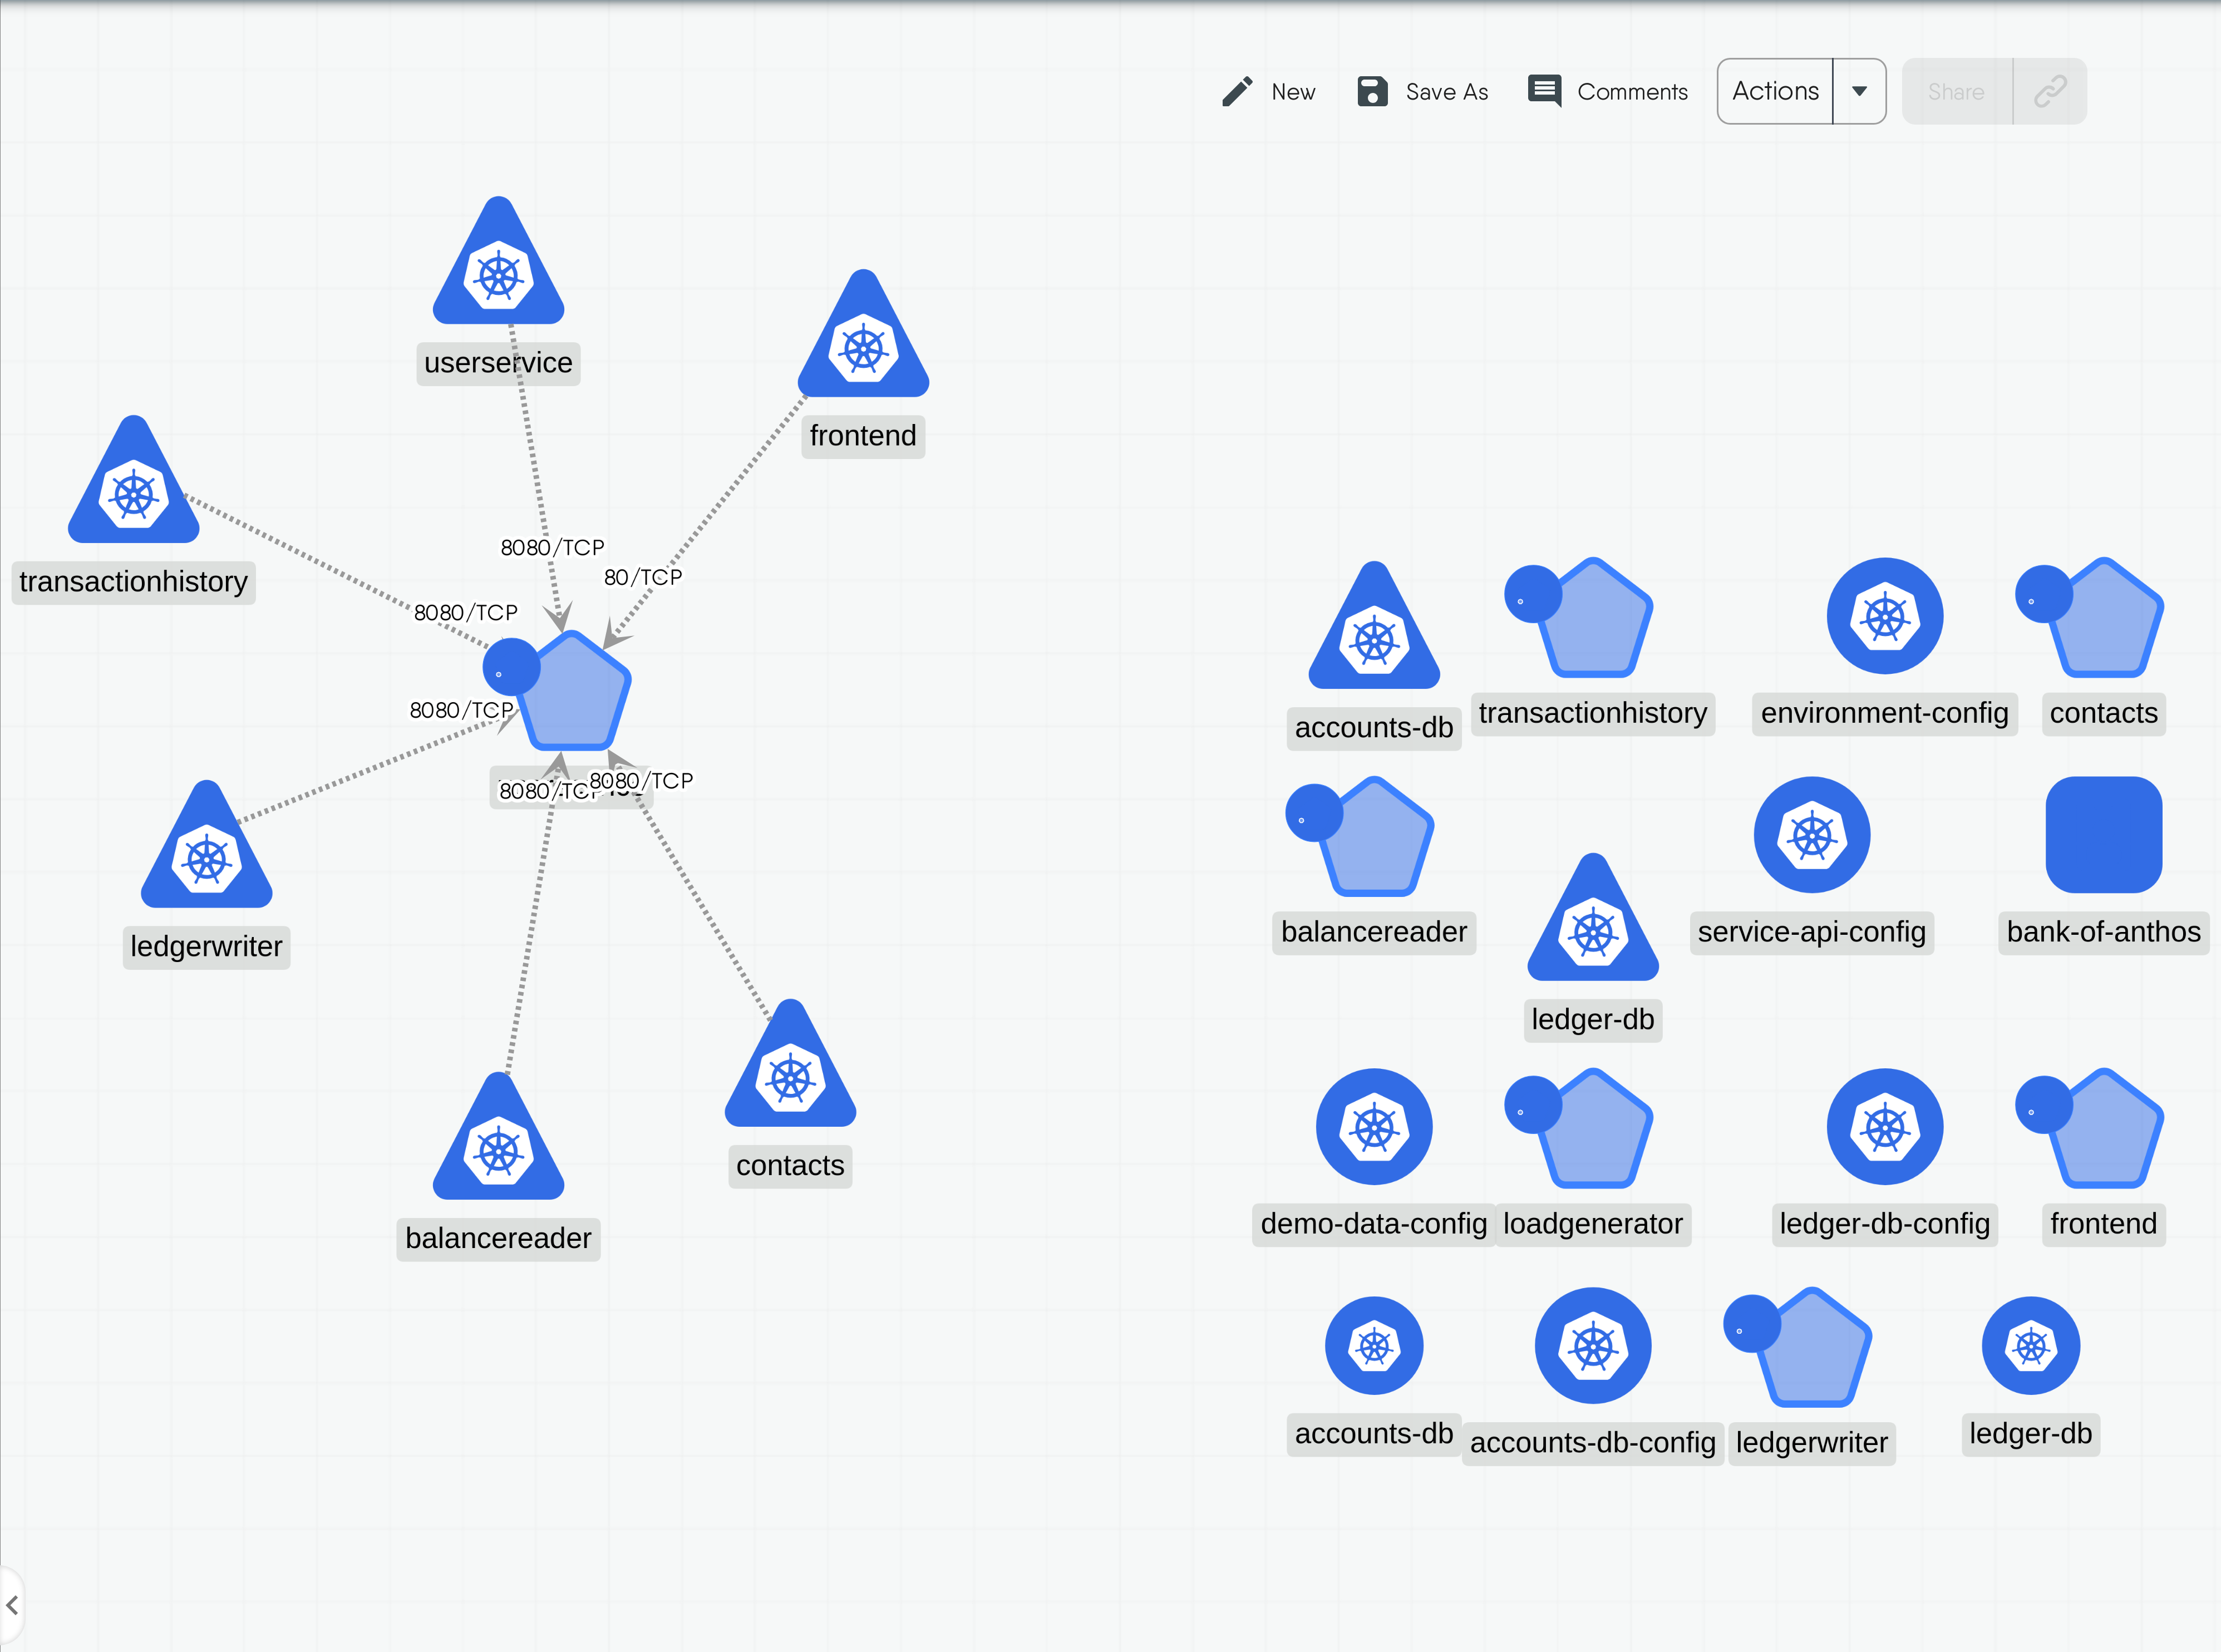 New
Save As
Comments
Actions
Share
userservice
frontend
transactionhistory
8080/TCP
80/TCP
8080/TCP
8080/TCP
8080/TCP
8080/TCP
ledgerwriter
contacts
balancereader
accounts-db
transactionhistory
environment-config
contacts
balancereader
service-api-config
bank-of-anthos
ledger-db
demo-data-config
loadgenerator
ledger-db-config
frontend
accounts-db
accounts-db-config
ledgerwriter
ledger-db